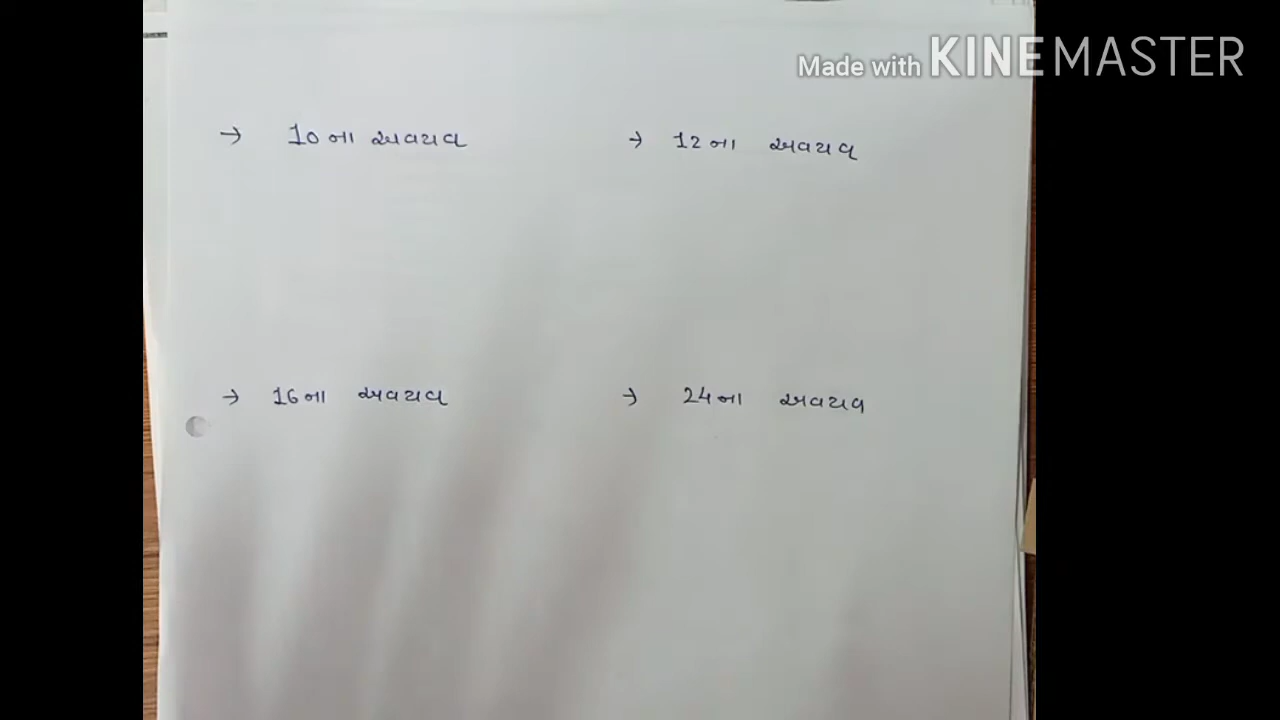 Made with KINEMASTER
→ 10ના અવયવ
→ 12ના અવયવ
→ 16ના અવયવ
→ 24ના અવયવ